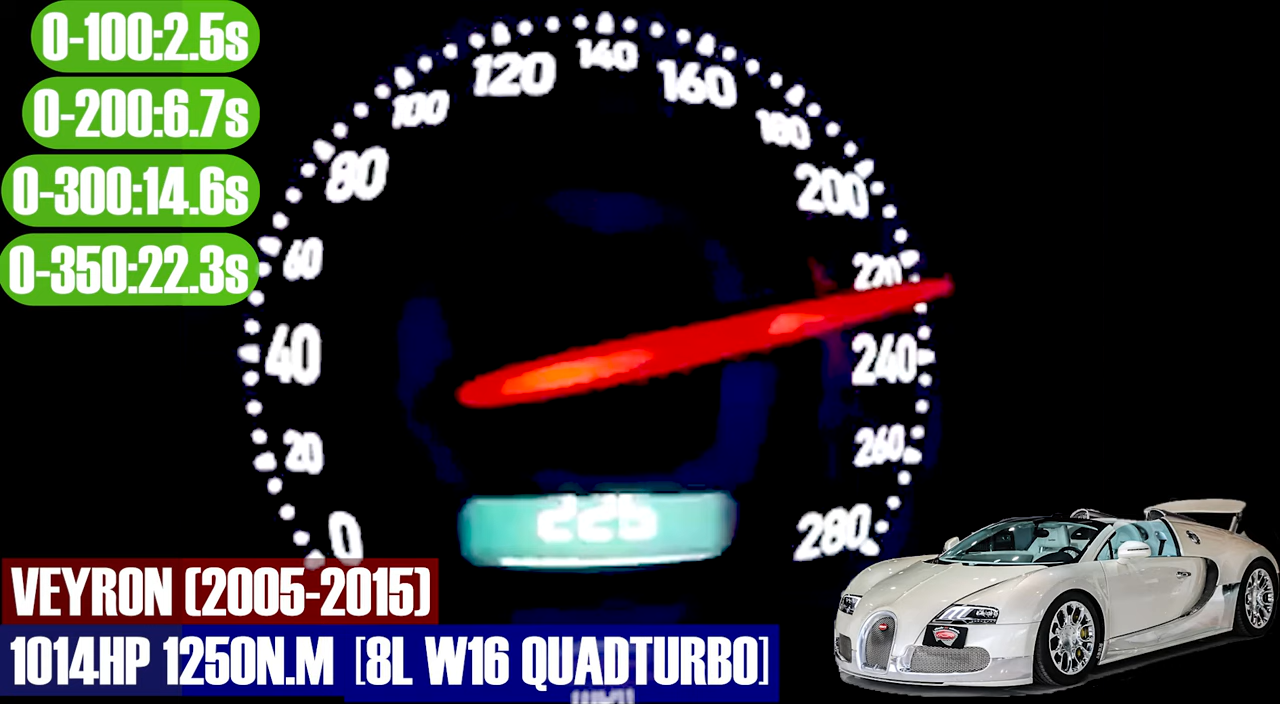 0-100:2.5s
0-200:6.7s
0-300:14.6s
0-350:22.3s
0
20
40
60
80
100
120
140
160
180
200
220
240
260
280
226
VEYRON (2005-2015)
1014HP 1250N.M [8L W16 QUADTURBO]